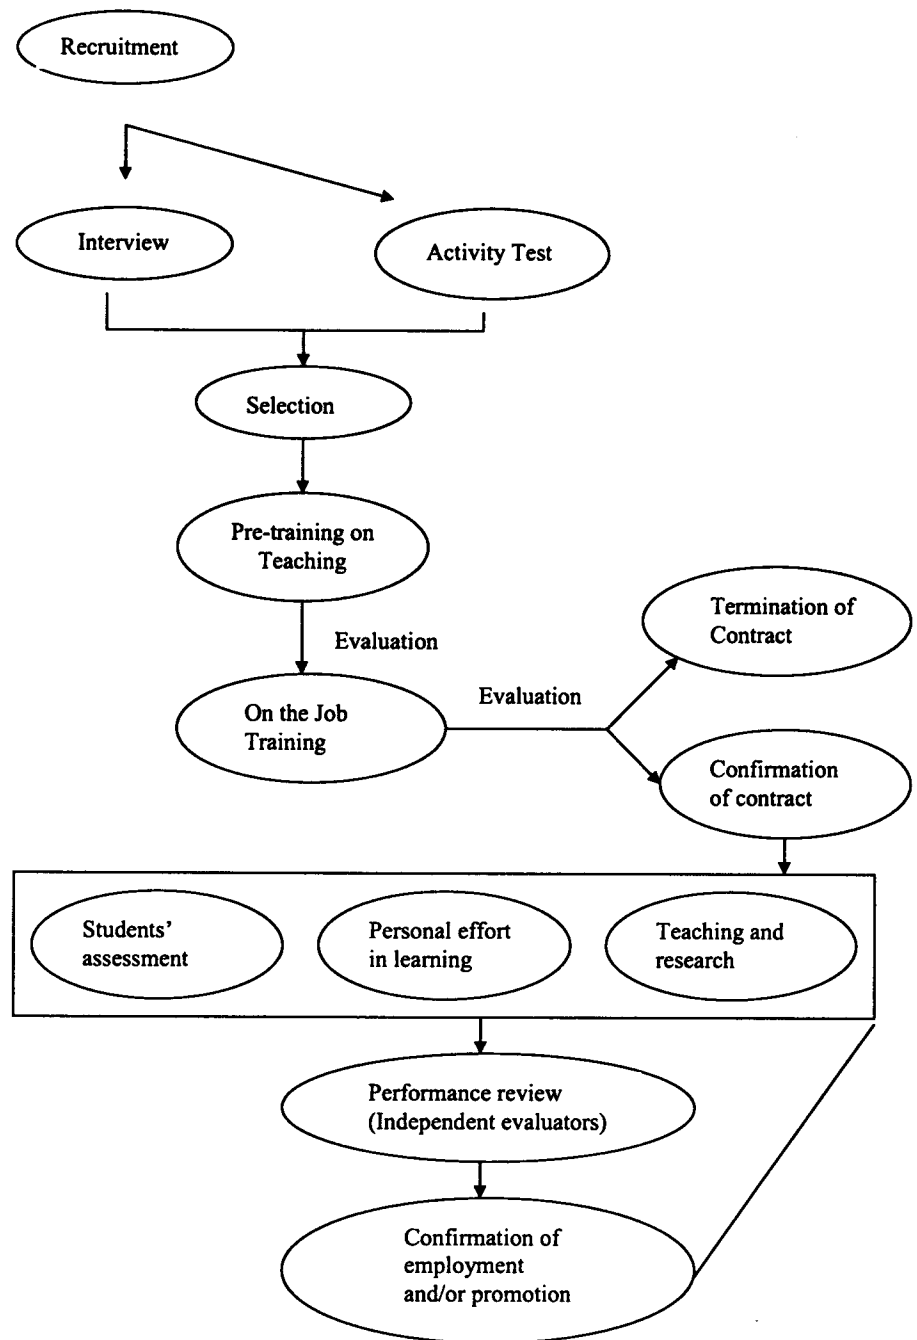 Recruitment
Interview
Activity Test
Selection
Pre-training on
Teaching
Evaluation
On the Job
Training
Evaluation
Termination of
Contract
Confirmation
of contract
Students'
assessment
Personal effort
in learning
Teaching and
research
Performance review
(Independent evaluators)
Confirmation of
employment
and/or promotion